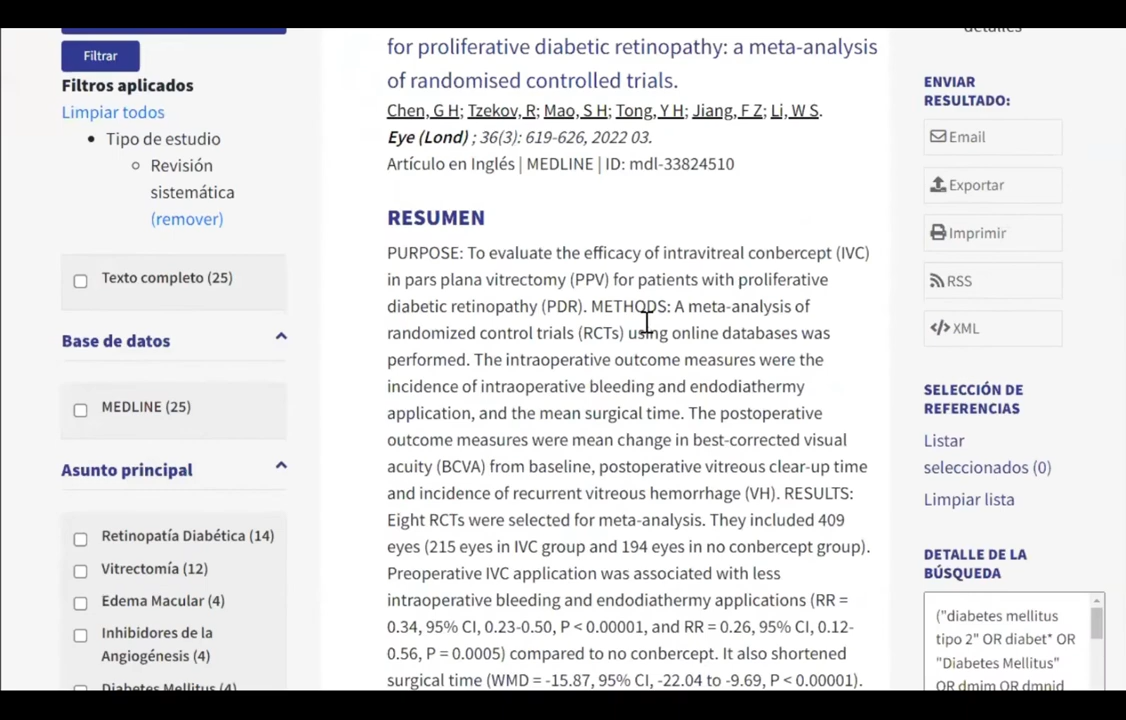 Filtrar
Filtros aplicados
Limpiar todos
Tipo de estudio
Revisión
sistemática
(remover)
Texto completo (25)
Base de datos
MEDLINE (25)
Asunto principal
Retinopatía Diabética (14)
Vitrectomía (12)
Edema Macular (4)
Inhibidores de la
Angiogénesis (4)
Diabetes Mellitus (4)
for proliferative diabetic retinopathy: a meta-analysis
of randomised controlled trials.
Chen, G H; Tzekov, R; Mao, S H; Tong, Y H; Jiang, F Z; Li, W S.
Eye (Lond) ; 36(3): 619-626, 2022 03.
Artículo en Inglés | MEDLINE | ID: mdl-33824510
RESUMEN
PURPOSE: To evaluate the efficacy of intravitreal conbercept (IVC)
in pars plana vitrectomy (PPV) for patients with proliferative
diabetic retinopathy (PDR). METHODS: A meta-analysis of
randomized control trials (RCTs) using online databases was
performed. The intraoperative outcome measures were the
incidence of intraoperative bleeding and endodiathermy
application, and the mean surgical time. The postoperative
outcome measures were mean change in best-corrected visual
acuity (BCVA) from baseline, postoperative vitreous clear-up time
and incidence of recurrent vitreous hemorrhage (VH). RESULTS:
Eight RCTs were selected for meta-analysis. They included 409
eyes (215 eyes in IVC group and 194 eyes in no conbercept group).
Preoperative IVC application was associated with less
intraoperative bleeding and endodiathermy applications (RR =
0.34, 95% CI, 0.23-0.50, P < 0.00001, and RR = 0.26, 95% CI, 0.12-
0.56, P = 0.0005) compared to no conbercept. It also shortened
surgical time (WMD = -15.87, 95% CI, -22.04 to -9.69, P < 0.00001).
detalles
ENVIAR
RESULTADO:
Email
Exportar
Imprimir
RSS
</> XML
SELECCIÓN DE
REFERENCIAS
Listar
seleccionados (0)
Limpiar lista
DETALLE DE LA
BÚSQUEDA
("diabetes mellitus
tipo 2" OR diabet* OR
"Diabetes Mellitus"
OR dmim OR dmnid